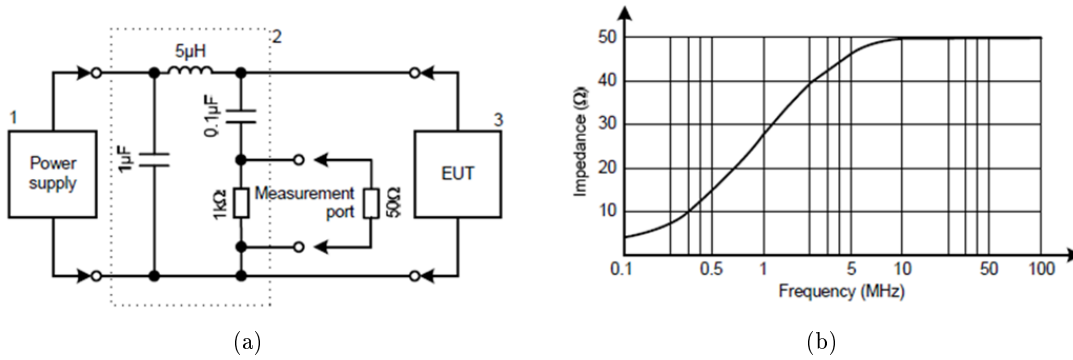 5μH
2
1
Power
supply
1μF
0.1μF
1kΩ
Measurement
port
50Ω
3
EUT
(a)
Impedance (Ω)
50
40
30
20
10
0.1
0.5
1
5
10
50
100
Frequency (MHz)
(b)